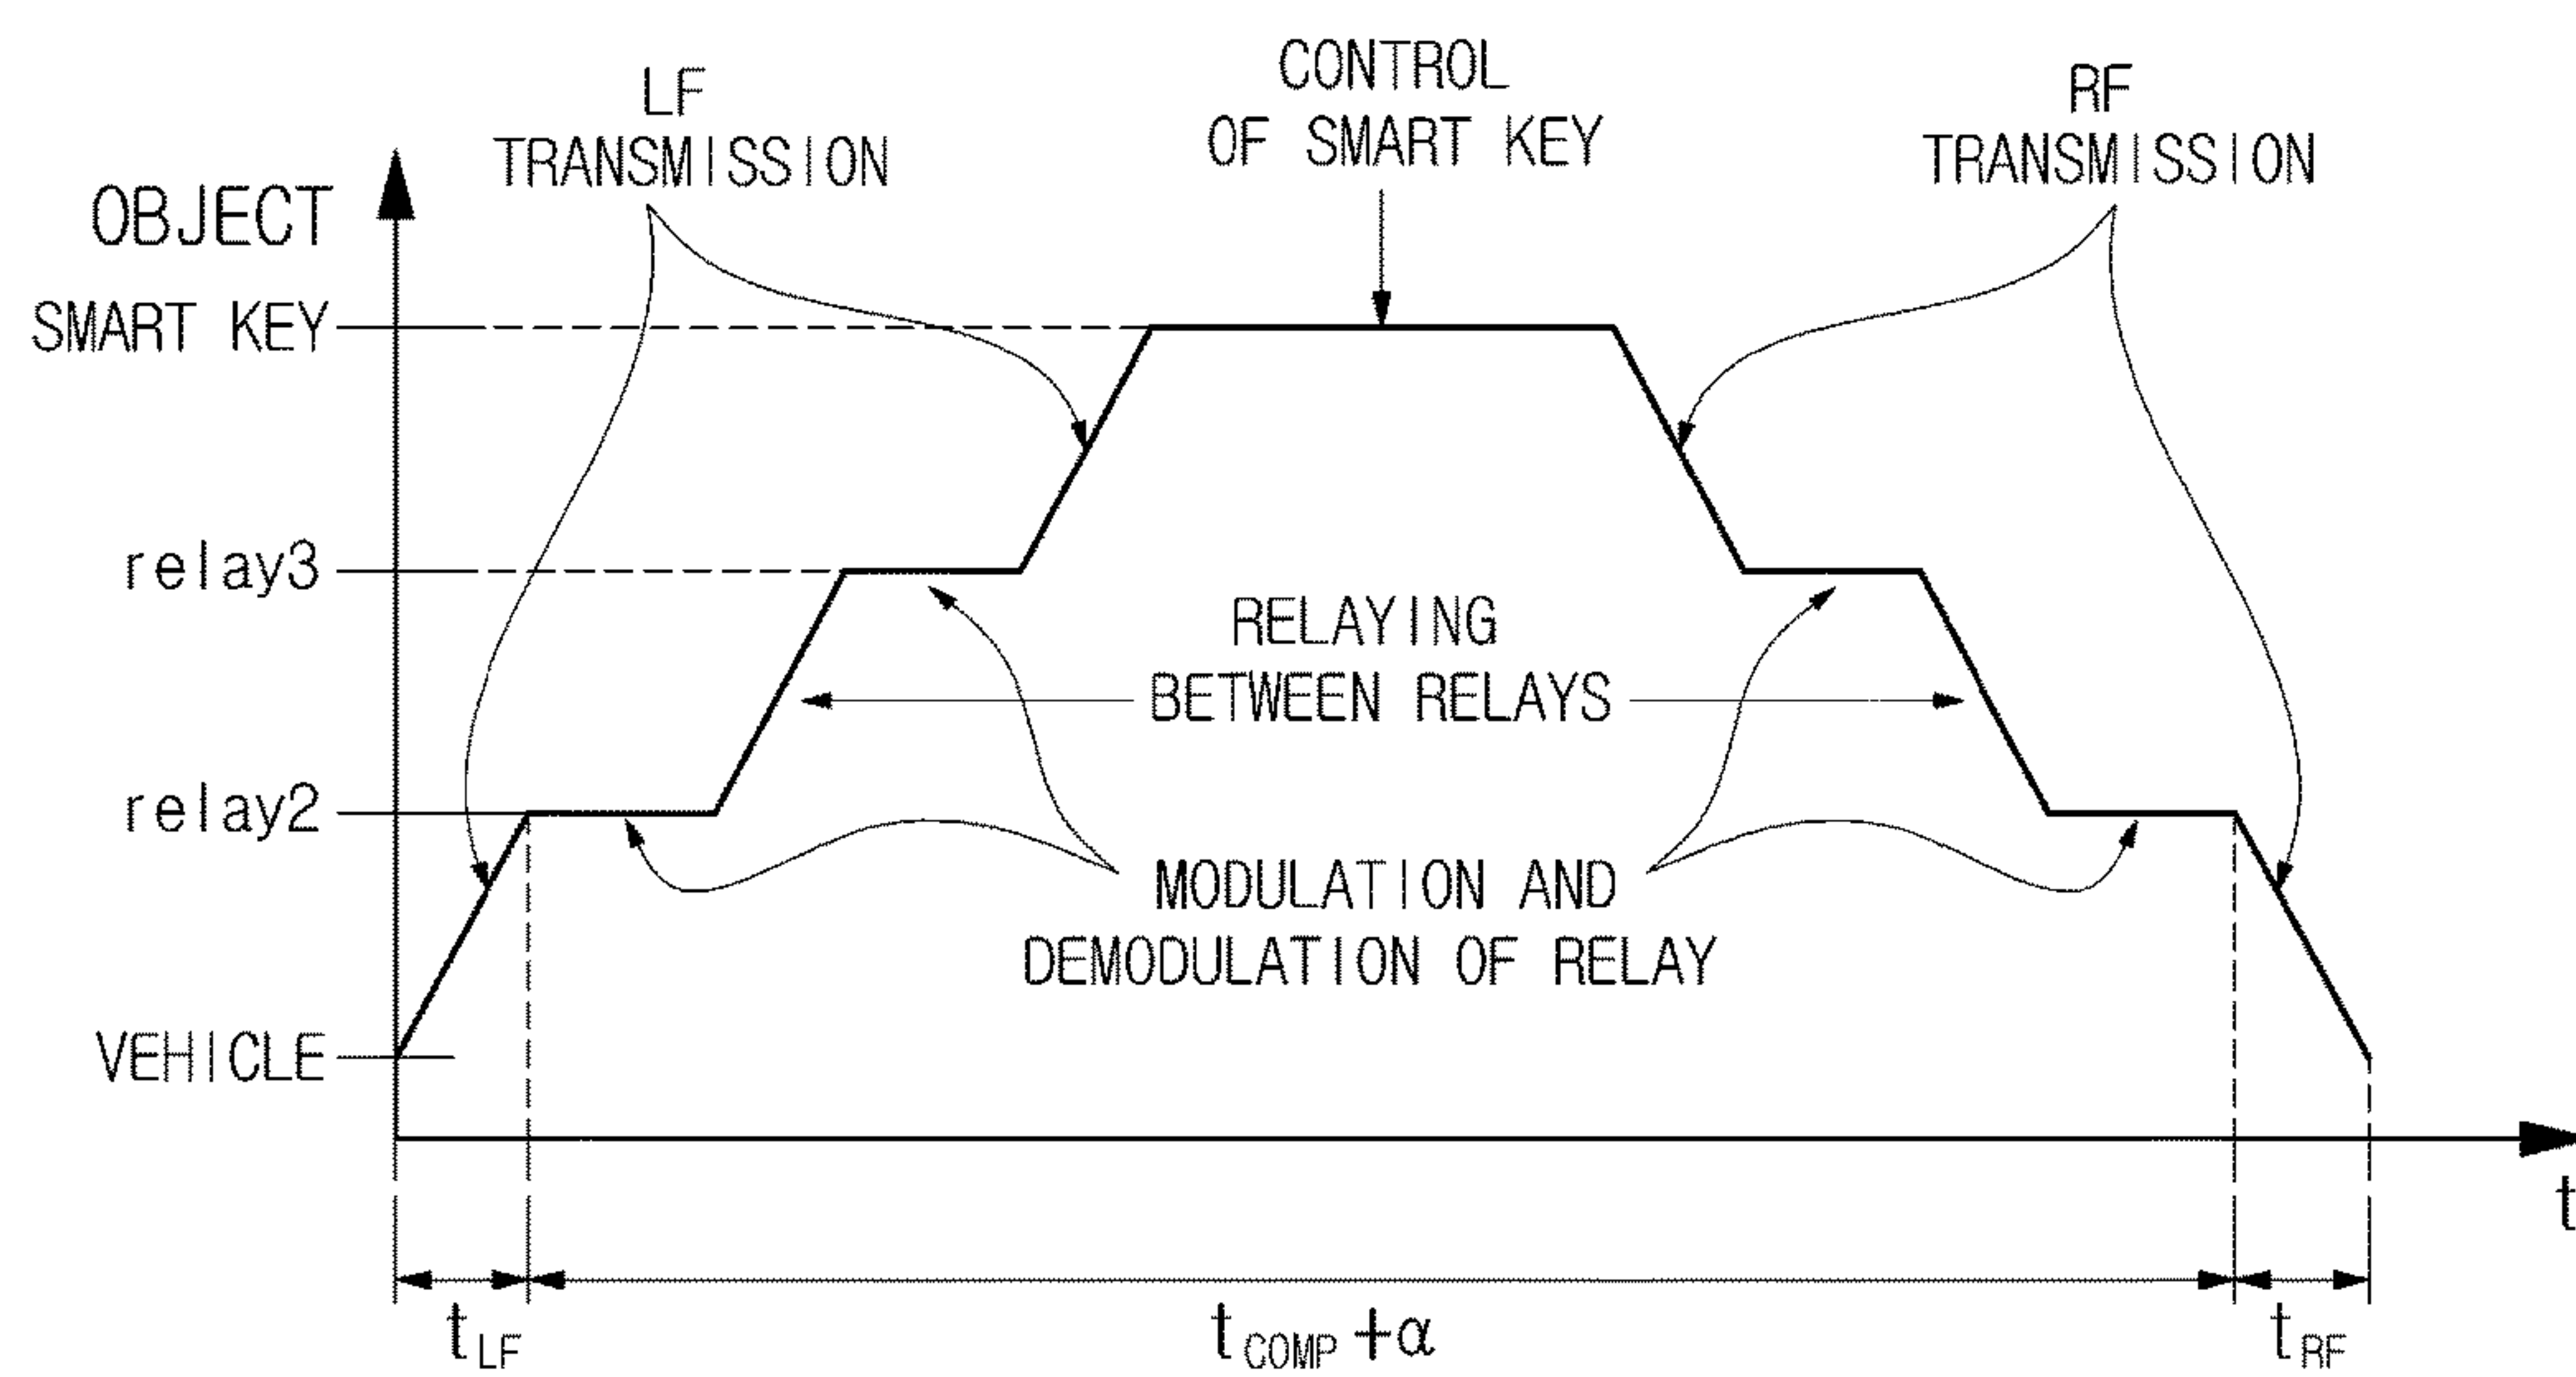 LF
TRANSMISSION
CONTROL
OF SMART KEY
RF
TRANSMISSION
OBJECT
SMART KEY
relay3
RELAYING
BETWEEN RELAYS
relay2
MODULATION AND
DEMODULATION OF RELAY
VEHICLE
t
tLF
tCOMP+α
tRF